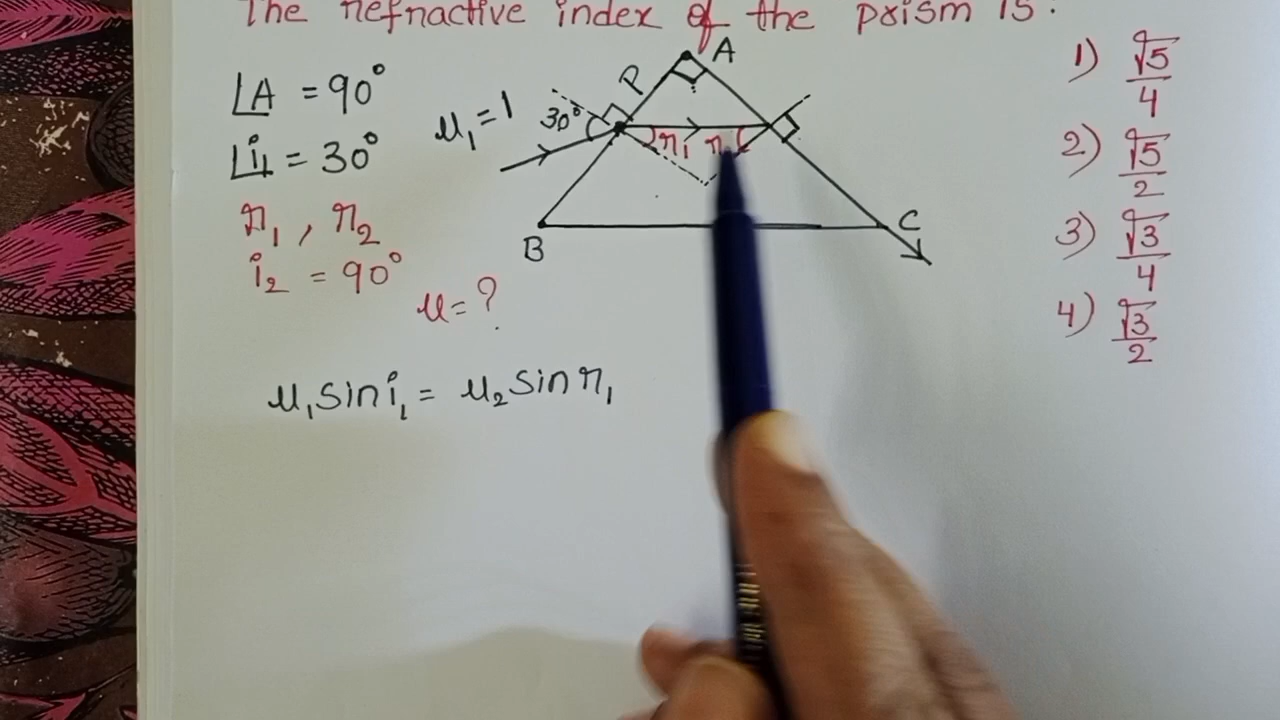 The refractive index of the prism is:
∠A = 90°
∠i₁ = 30°
r₁, r₂
i₂ = 90°
μ = ?
μ₁ = 1
30°
P
A
r₁
B
C
μ₁ sin i₁ = μ₂ sin r₁
1) √5/4
2) √5/2
3) √3/4
4) √3/2